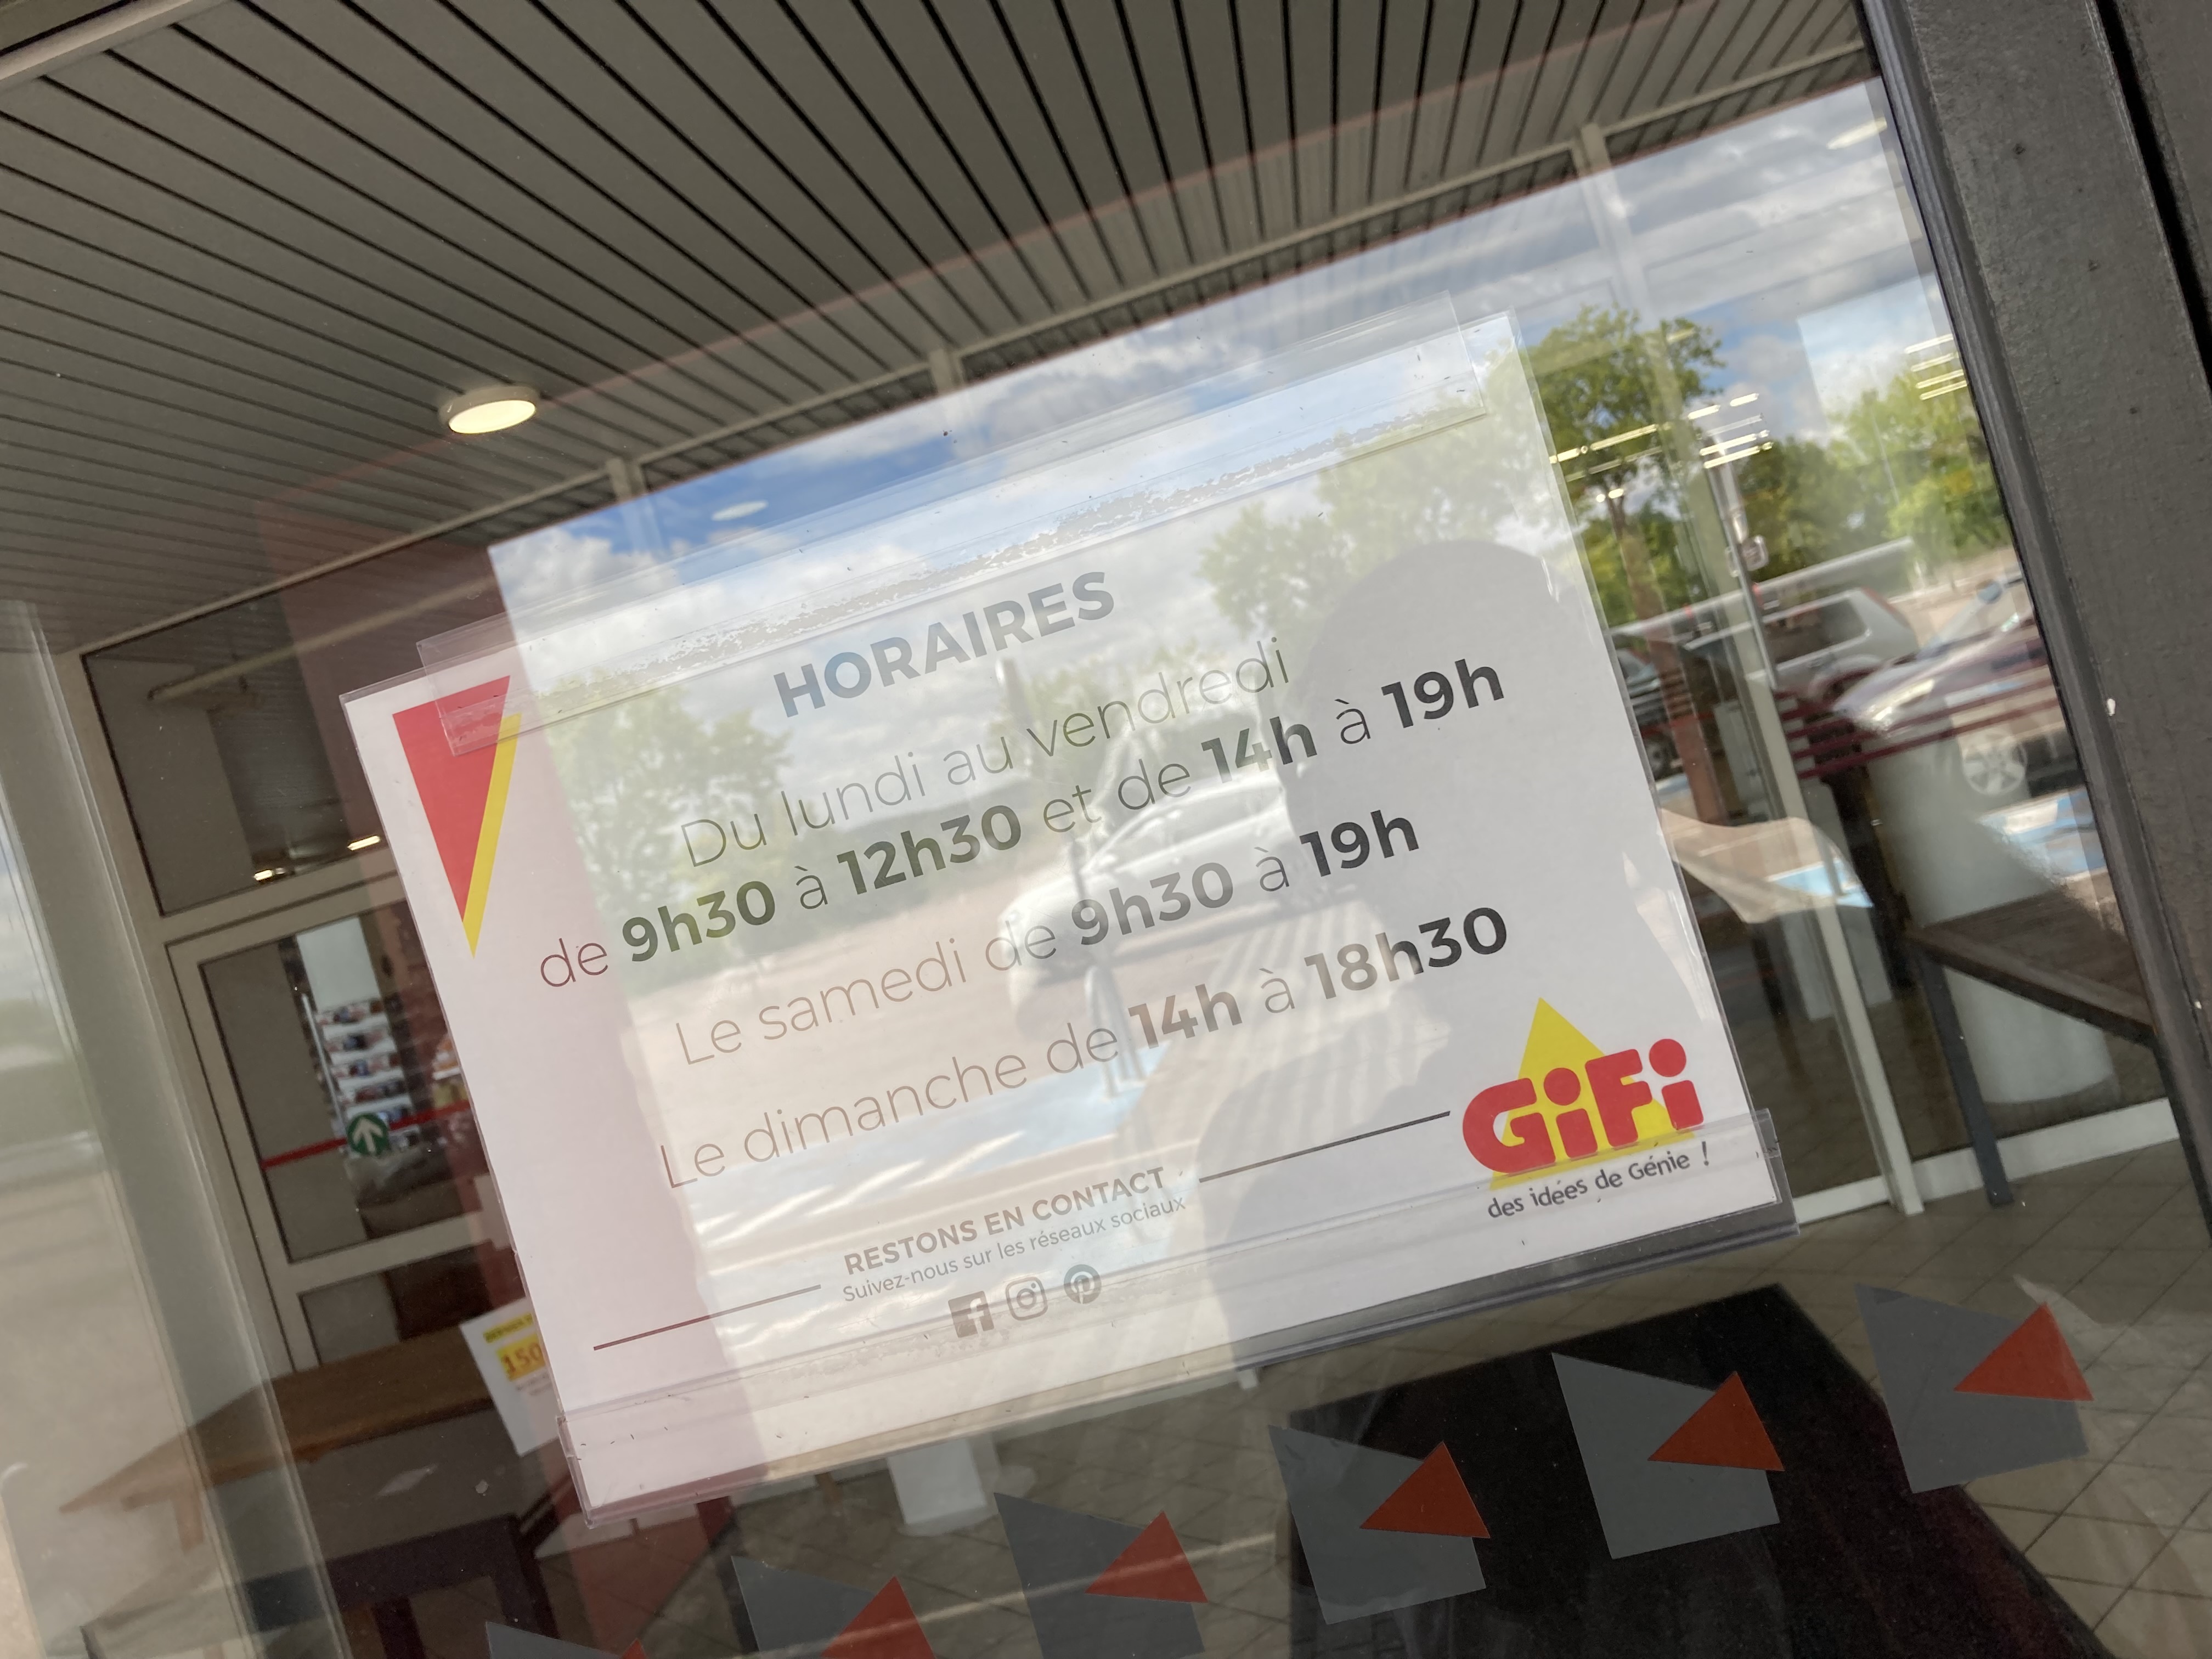 HORAIRES
Du lundi au vendredi
de 9h30 à 12h30 et de 14h à 19h
Le samedi de 9h30 à 19h
Le dimanche de 14h à 18h30
RESTONS EN CONTACT
Suivez-nous sur les réseaux sociaux
GiFi
des idées de Génie !
150